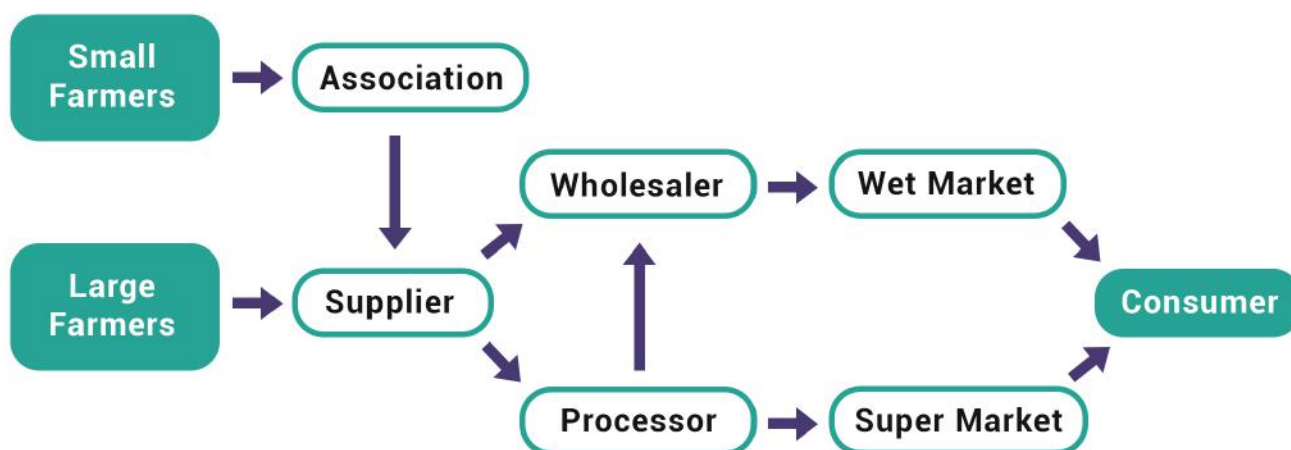 Small
Farmers
Association
Wholesaler
Wet Market
Large
Farmers
Supplier
Consumer
Processor
Super Market